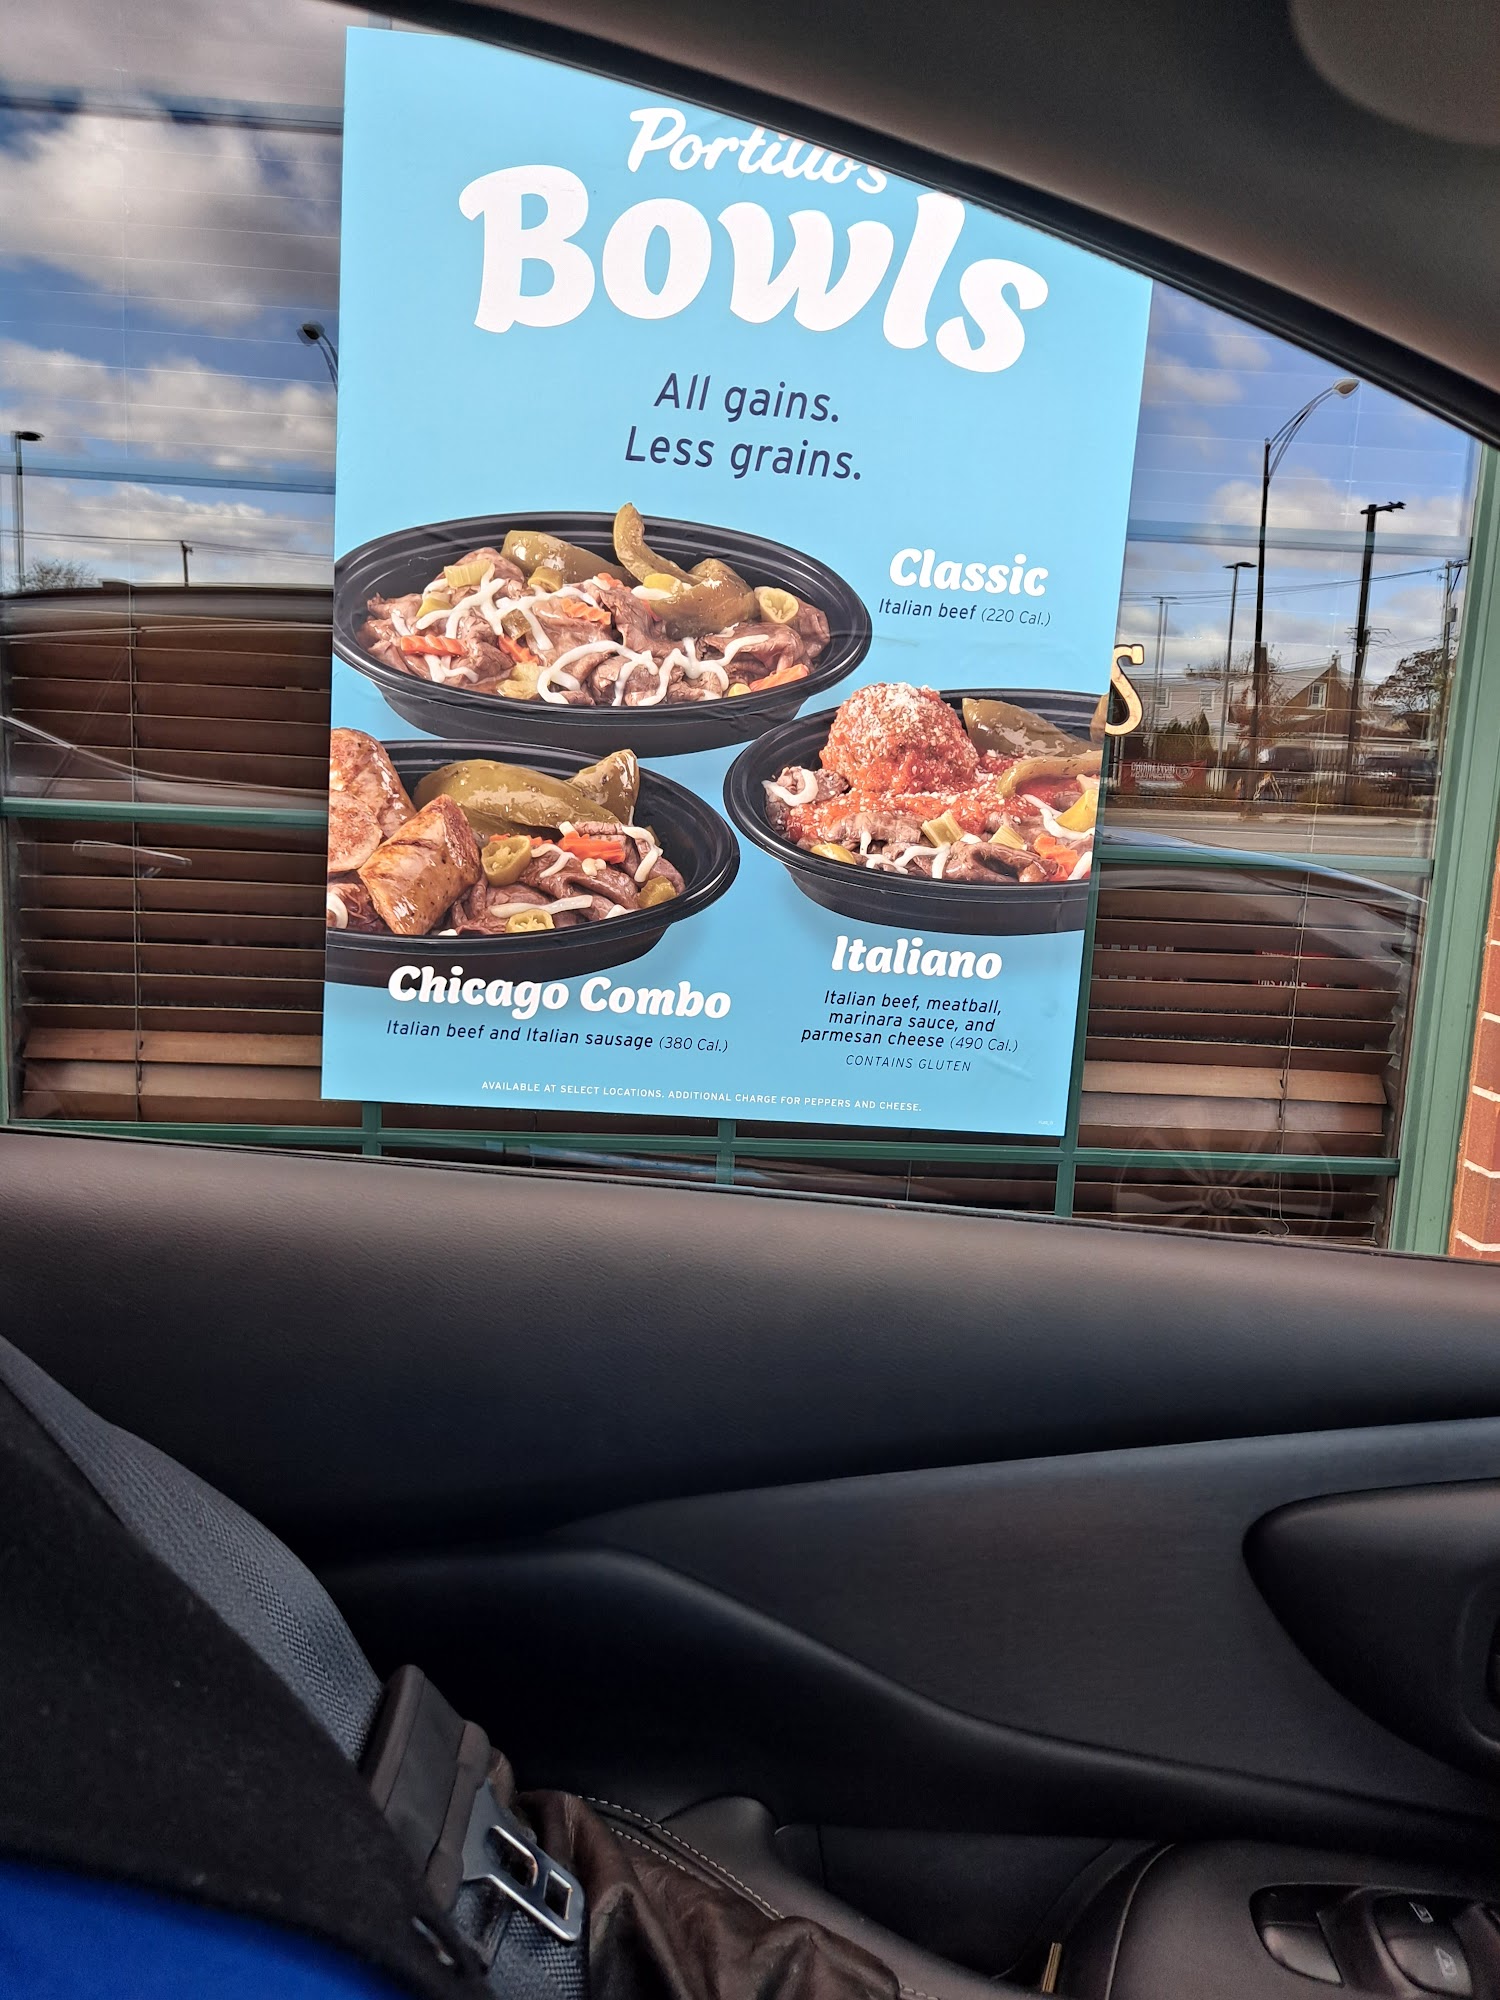 Portillo's
Bowls
All gains.
Less grains.
Classic
Italian beef (220 Cal.)
s
Italiano
Italian beef, meatball,
marinara sauce, and
parmesan cheese (490 Cal.)
CONTAINS GLUTEN
Chicago Combo
Italian beef and Italian sausage (380 Cal.)
AVAILABLE AT SELECT LOCATIONS. ADDITIONAL CHARGE FOR PEPPERS AND CHEESE.